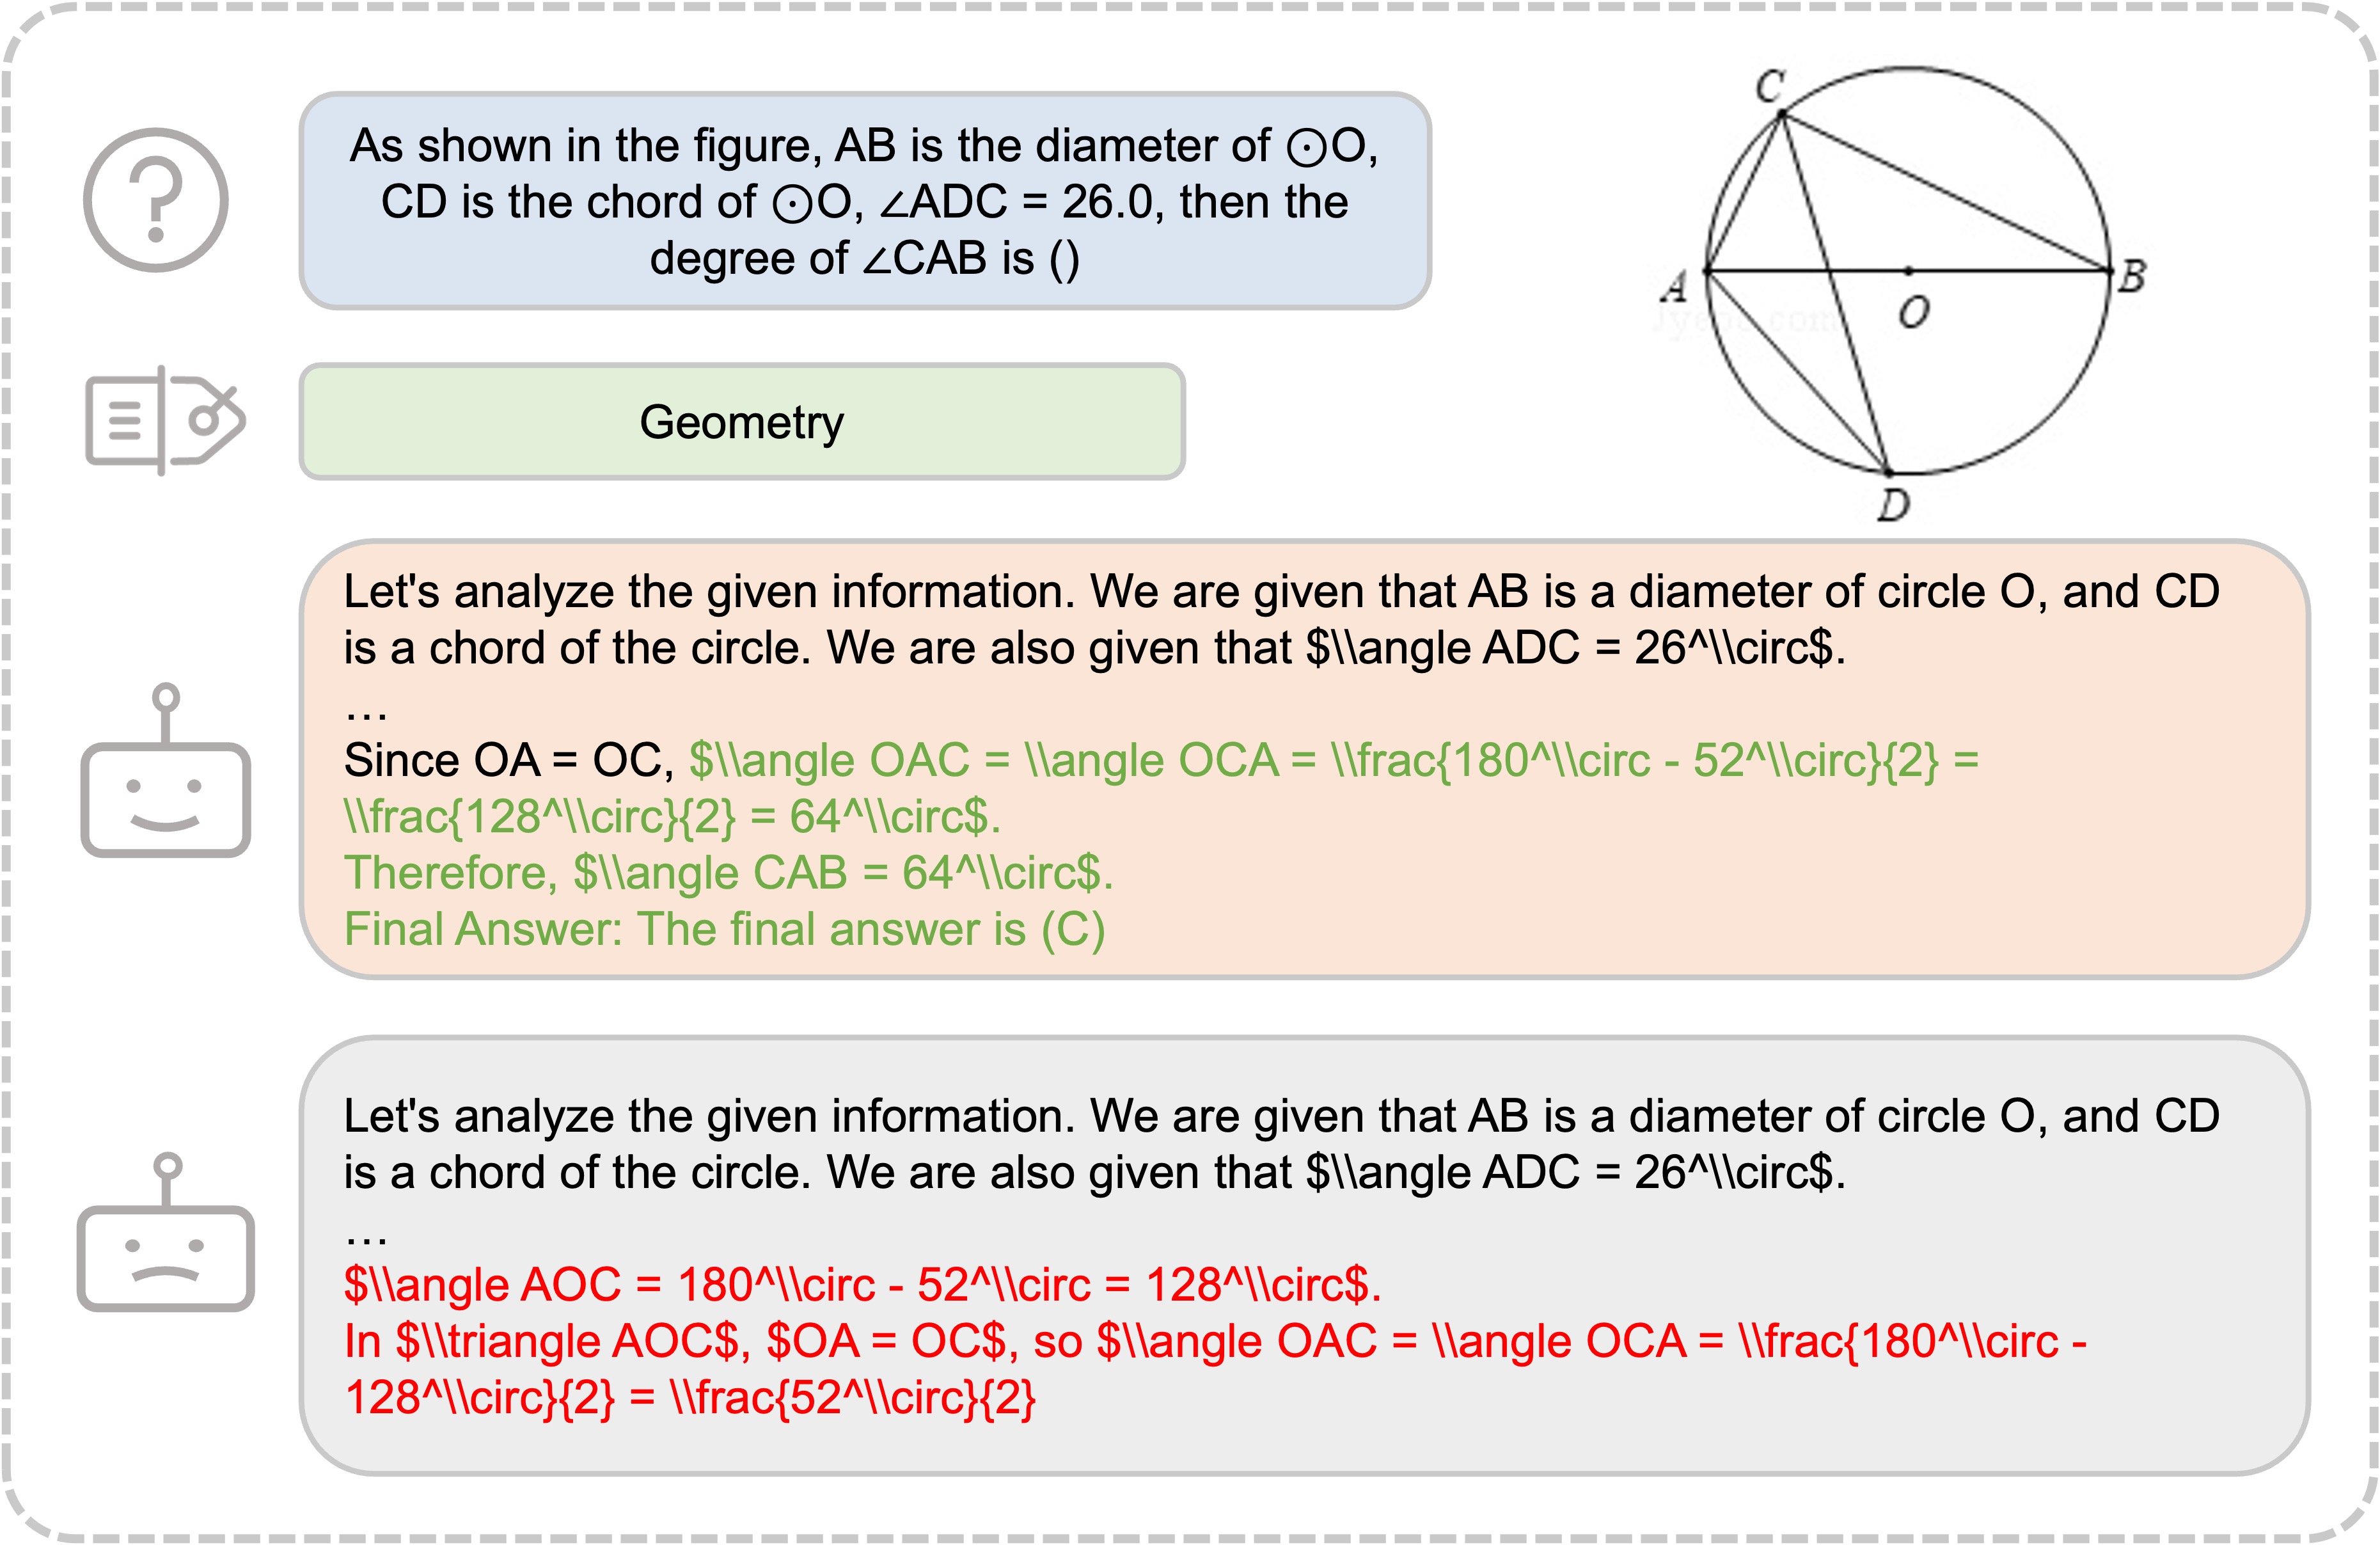 As shown in the figure, AB is the diameter of ⊙O,
CD is the chord of ⊙O, ∠ADC = 26.0, then the
degree of ∠CAB is ()
C
A
B
O
D
Geometry
Let's analyze the given information. We are given that AB is a diameter of circle O, and CD
is a chord of the circle. We are also given that $\\angle ADC = 26^\\circ$.
…
Since OA = OC, $\\angle OAC = \\angle OCA = \\frac{180^\\circ - 52^\\circ}{2} =
\\frac{128^\\circ}{2} = 64^\\circ$.
Therefore, $\\angle CAB = 64^\\circ$.
Final Answer: The final answer is (C)
Let's analyze the given information. We are given that AB is a diameter of circle O, and CD
is a chord of the circle. We are also given that $\\angle ADC = 26^\\circ$.
…
$\\angle AOC = 180^\\circ - 52^\\circ = 128^\\circ$.
In $\\triangle AOC$, $OA = OC$, so $\\angle OAC = \\angle OCA = \\frac{180^\\circ -
128^\\circ}{2} = \\frac{52^\\circ}{2}